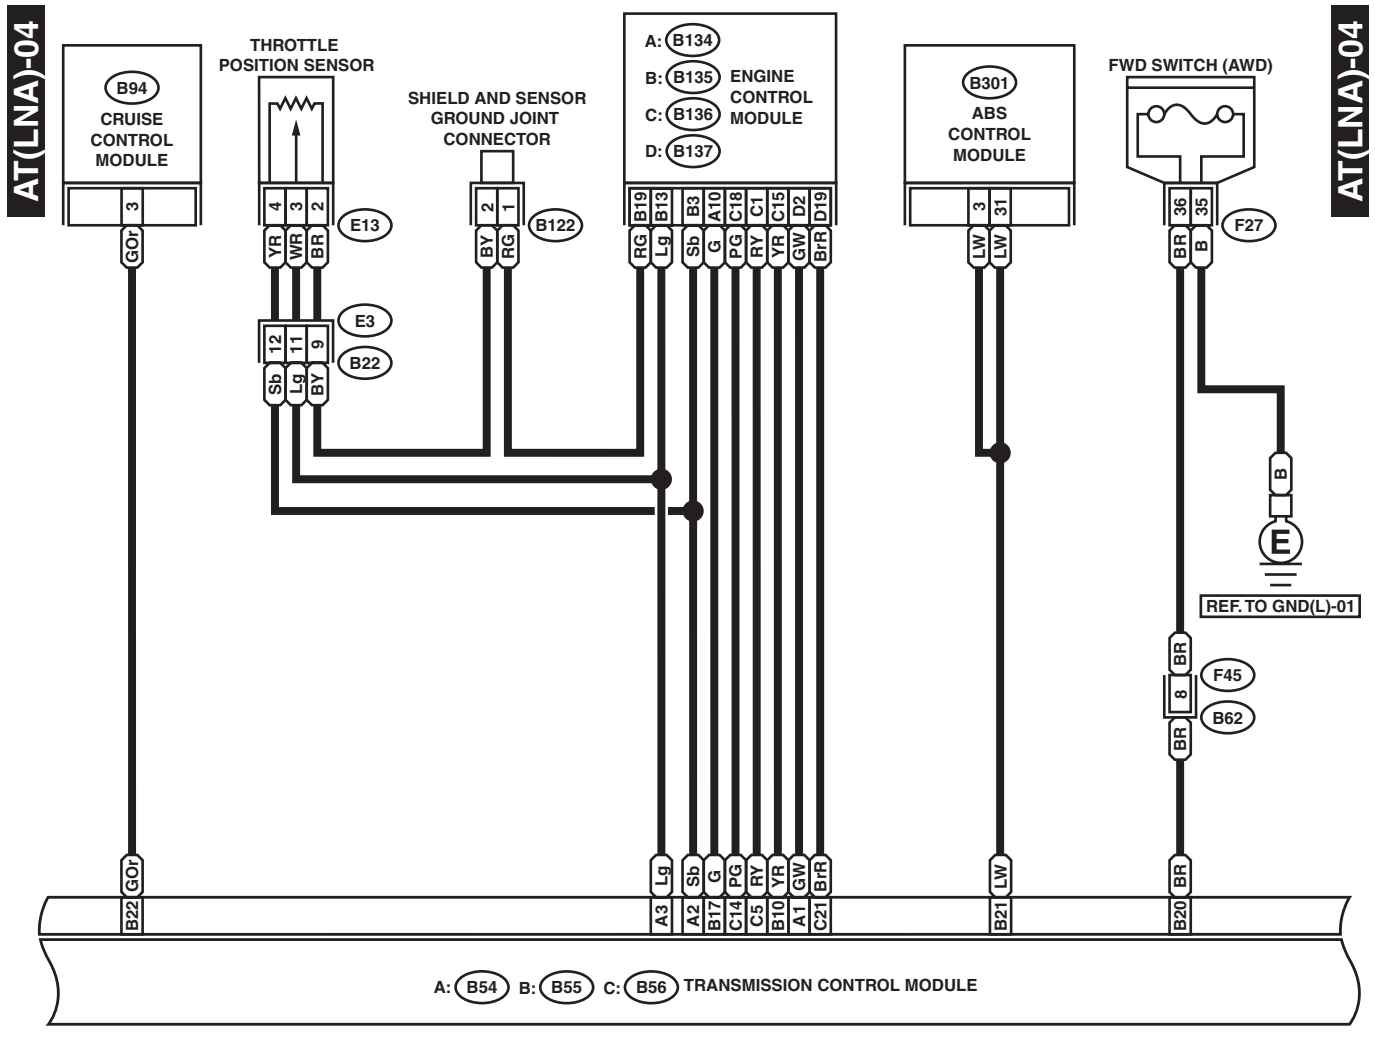 AT(LNA)-04
AT(LNA)-04
B94
CRUISE
CONTROL
MODULE
3
GOr
THROTTLE
POSITION SENSOR
4 3 2
E13
YR WR BR
E3
12 11 9
B22
Sb Lg BY
SHIELD AND SENSOR
GROUND JOINT
CONNECTOR
2 1
B122
BY RG
A: B134
B: B135
C: B136
D: B137
ENGINE
CONTROL
MODULE
B19 B13 B3 A10 C18 C1 C15 D2 D19
RG Lg Sb G PG RY YR GW BrR
B301
ABS
CONTROL
MODULE
3 31
LW LW
FWD SWITCH (AWD)
36 35
F27
BR B
B
E
REF. TO GND(L)-01
BR
F45
8
B62
BR
GOr Lg Sb G PG RY YR GW BrR LW BR
B22 A3 A2 B17 C14 C5 B10 A1 C21 B21 B20
A: B54 B: B55 C: B56 TRANSMISSION CONTROL MODULE